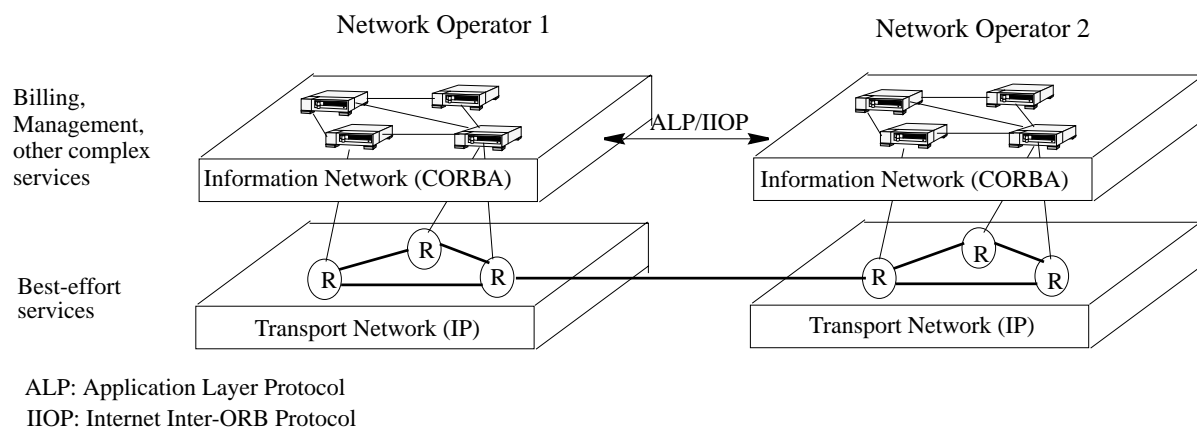 Network Operator 1
Network Operator 2
Billing,
Management,
other complex
services
ALP/IIOP
Information Network (CORBA)
Information Network (CORBA)
R
R
R
R
R
R
Best-effort
services
Transport Network (IP)
Transport Network (IP)
ALP: Application Layer Protocol
IIOP: Internet Inter-ORB Protocol